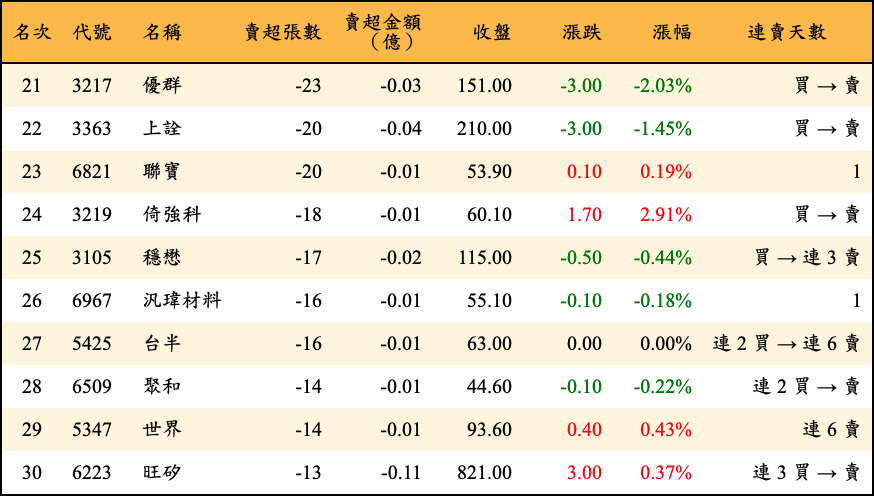 名次 代號 名稱 賣超張數 賣超金額（億） 收盤 漲跌 漲幅 連賣天數
21 3217 優群 -23 -0.03 151.00 -3.00 -2.03% 買 → 賣
22 3363 上詮 -20 -0.04 210.00 -3.00 -1.45% 買 → 賣
23 6821 聯寶 -20 -0.01 53.90 0.10 0.19% 1
24 3219 倚強科 -18 -0.01 60.10 1.70 2.91% 買 → 賣
25 3105 穩懋 -17 -0.02 115.00 -0.50 -0.44% 買 → 連 3 賣
26 6967 汎瑋材料 -16 -0.01 55.10 -0.10 -0.18% 1
27 5425 台半 -16 -0.01 63.00 0.00 0.00% 連 2 買 → 連 6 賣
28 6509 聚和 -14 -0.01 44.60 -0.10 -0.22% 連 2 買 → 賣
29 5347 世界 -14 -0.01 93.60 0.40 0.43% 連 6 賣
30 6223 旺矽 -13 -0.11 821.00 3.00 0.37% 連 3 買 → 賣